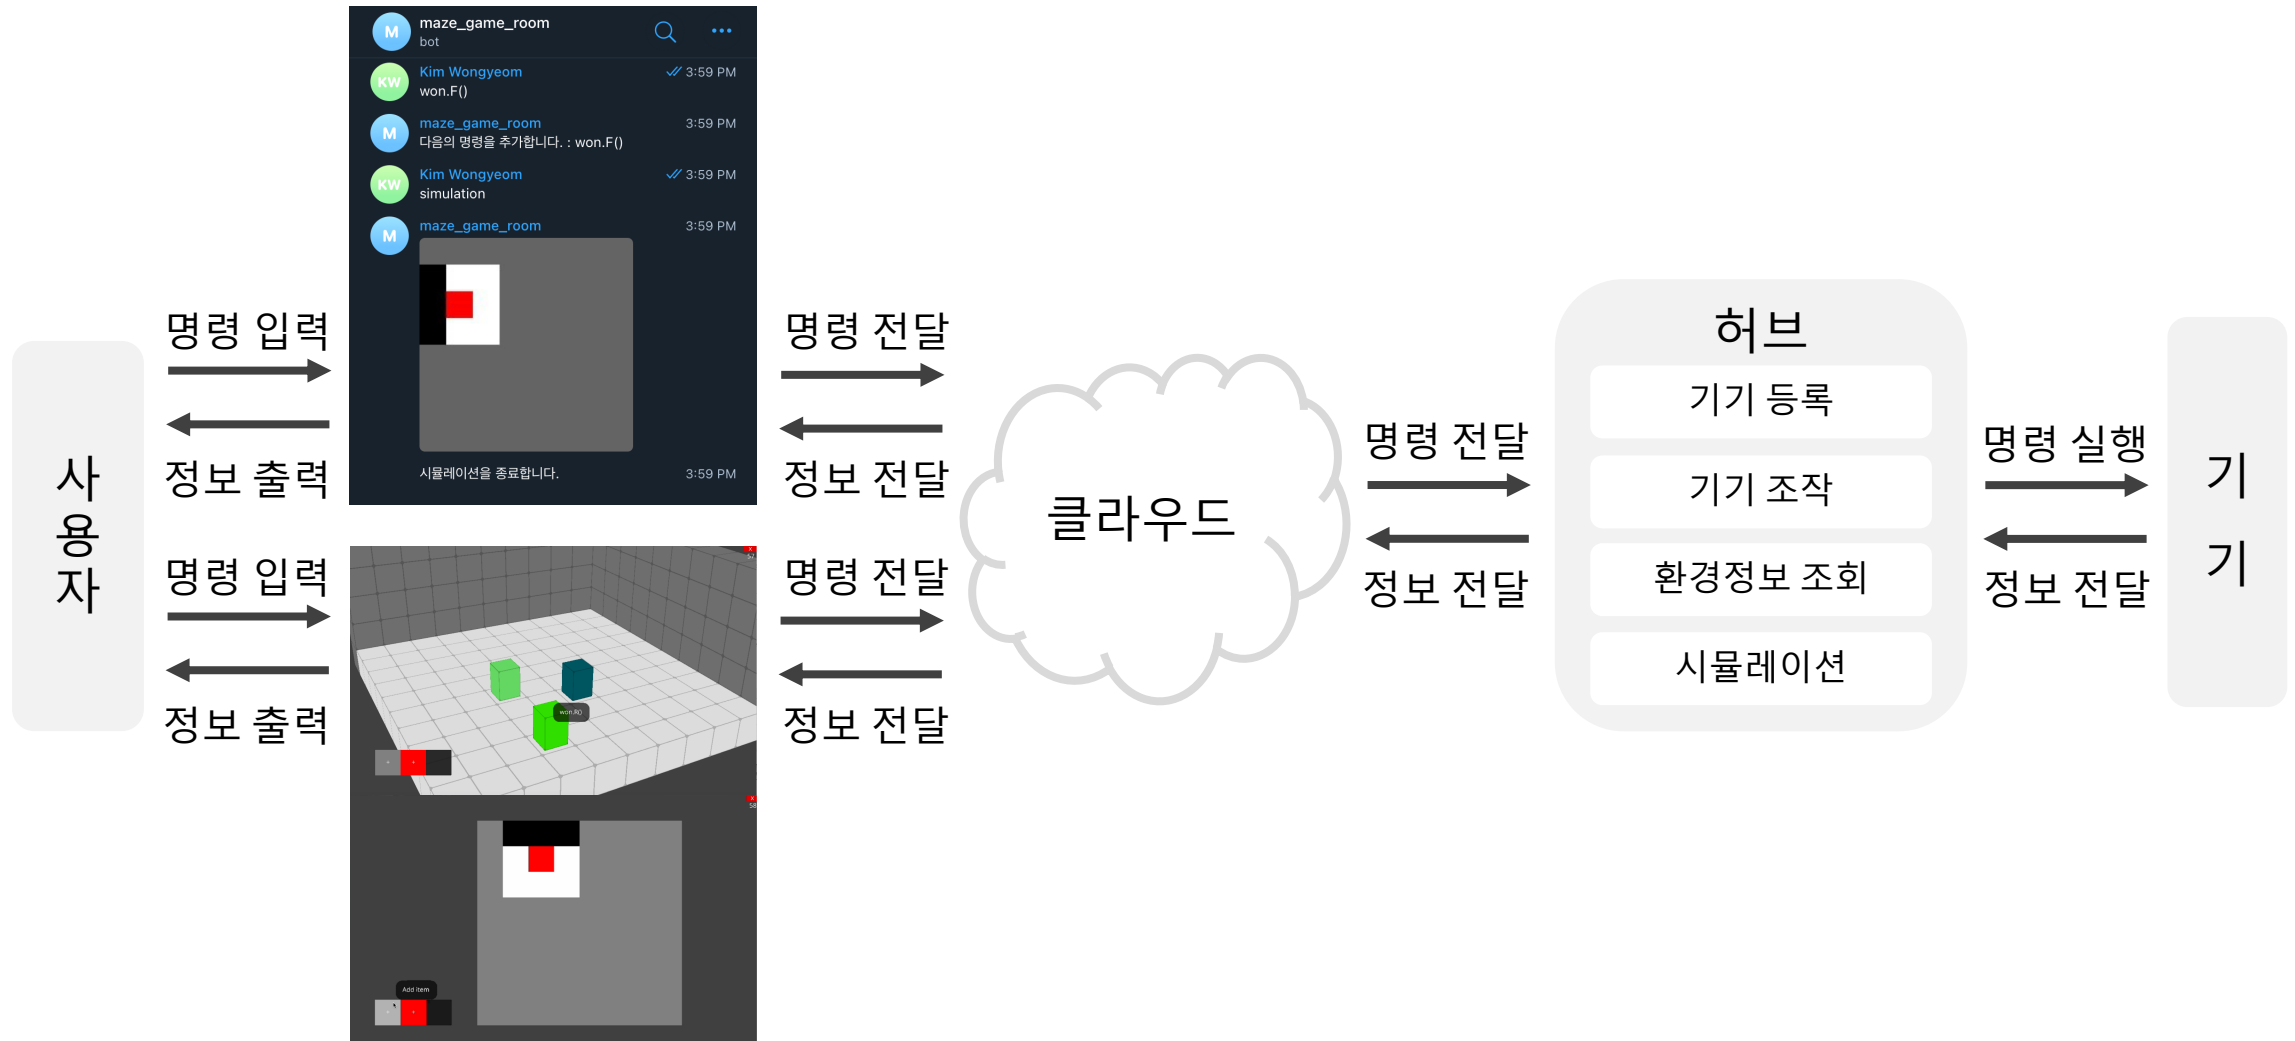 사
용
자
명령 입력
정보 출력
명령 입력
정보 출력
M
maze_game_room
bot
KW
Kim Wongyeom
3:59 PM
won.F()
M
maze_game_room
3:59 PM
다음의 명령을 추가합니다. : won.F()
KW
Kim Wongyeom
3:59 PM
simulation
M
maze_game_room
3:59 PM
시뮬레이션을 종료합니다.
3:59 PM
X
57
won.R()
X
58
Add item
명령 전달
정보 전달
명령 전달
정보 전달
클라우드
명령 전달
정보 전달
허브
기기 등록
기기 조작
환경정보 조회
시뮬레이션
명령 실행
정보 전달
기
기